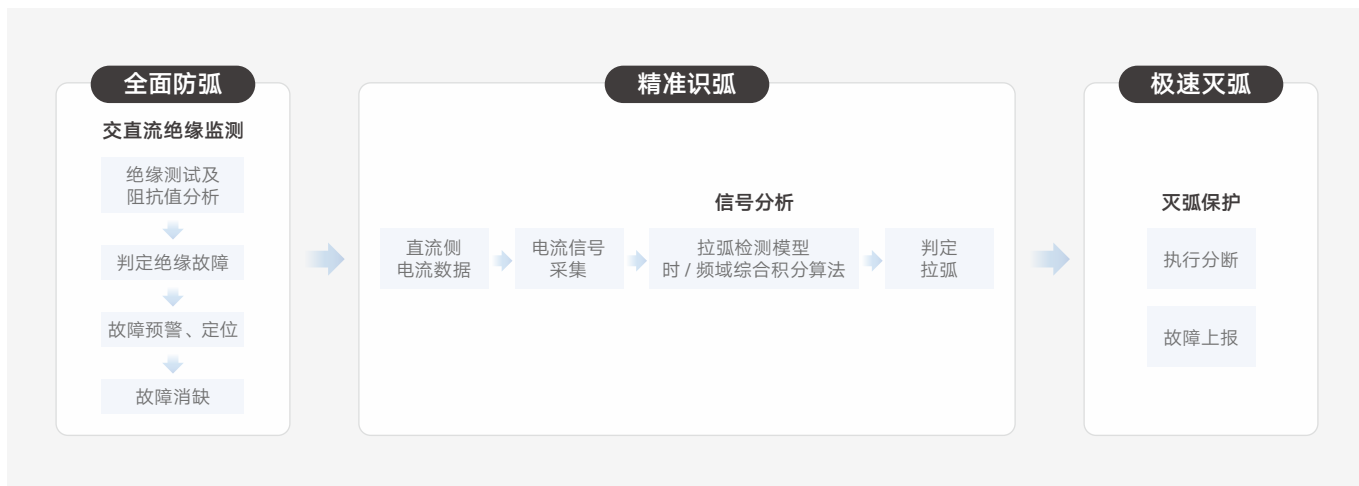 全面防弧
交直流绝缘监测
绝缘测试及
阻抗值分析
判定绝缘故障
故障预警、定位
故障消缺
精准识弧
信号分析
直流侧
电流数据
电流信号
采集
拉弧检测模型
时 / 频域综合积分算法
判定
拉弧
极速灭弧
灭弧保护
执行分断
故障上报